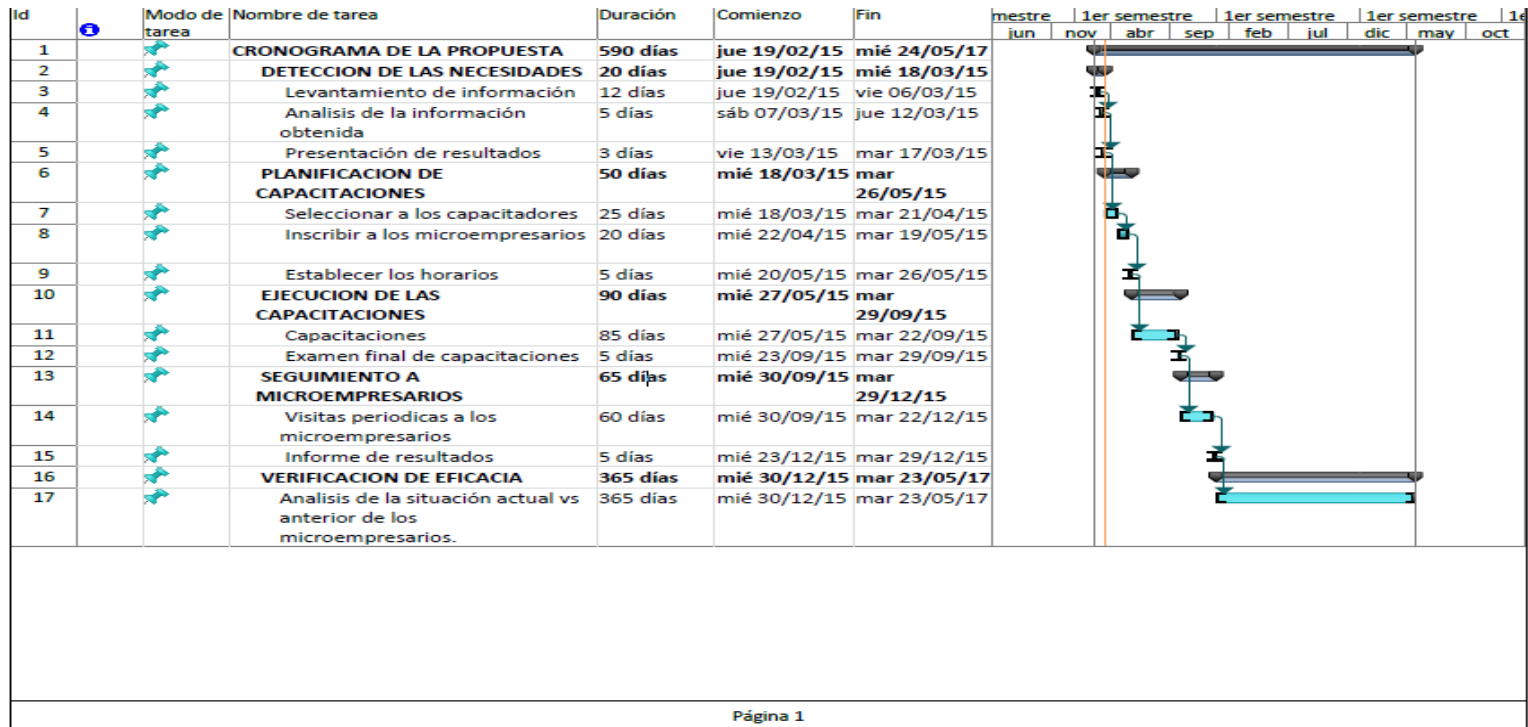 Id Modo de tarea Nombre de tarea Duración Comienzo Fin mestre 1er semestre 1er semestre 1er semestre
jun nov abr sep feb jul dic may oct
1 CRONOGRAMA DE LA PROPUESTA 590 días jue 19/02/15 mié 24/05/17
2 DETECCION DE LAS NECESIDADES 20 días jue 19/02/15 mié 18/03/15
3 Levantamiento de información 12 días jue 19/02/15 vie 06/03/15
4 Analisis de la información 5 días sáb 07/03/15 jue 12/03/15
obtenida
5 Presentación de resultados 3 días vie 13/03/15 mar 17/03/15
6 PLANIFICACION DE 50 días mié 18/03/15 mar
CAPACITACIONES 26/05/15
7 Seleccionar a los capacitadores 25 días mié 18/03/15 mar 21/04/15
8 Inscribir a los microempresarios 20 días mié 22/04/15 mar 19/05/15
9 Establecer los horarios 5 días mié 20/05/15 mar 26/05/15
10 EJECUCION DE LAS 90 días mié 27/05/15 mar
CAPACITACIONES 29/09/15
11 Capacitaciones 85 días mié 27/05/15 mar 22/09/15
12 Examen final de capacitaciones 5 días mié 23/09/15 mar 29/09/15
13 SEGUIMIENTO A 65 días mié 30/09/15 mar
MICROEMPRESARIOS 29/12/15
14 Visitas periodicas a los 60 días mié 30/09/15 mar 22/12/15
microempresarios
15 Informe de resultados 5 días mié 23/12/15 mar 29/12/15
16 VERIFICACION DE EFICACIA 365 días mié 30/12/15 mar 23/05/17
17 Analisis de la situación actual vs 365 días mié 30/12/15 mar 23/05/17
anterior de los
microempresarios.
Página 1